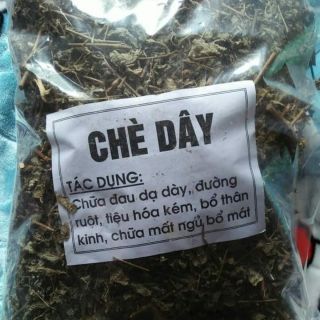 CHÈ DÂY
TÁC DỤNG:
Chữa đau dạ dày, đường
ruột, tiêu hóa kém, bổ thân
kinh, chữa mất ngủ bổ mát